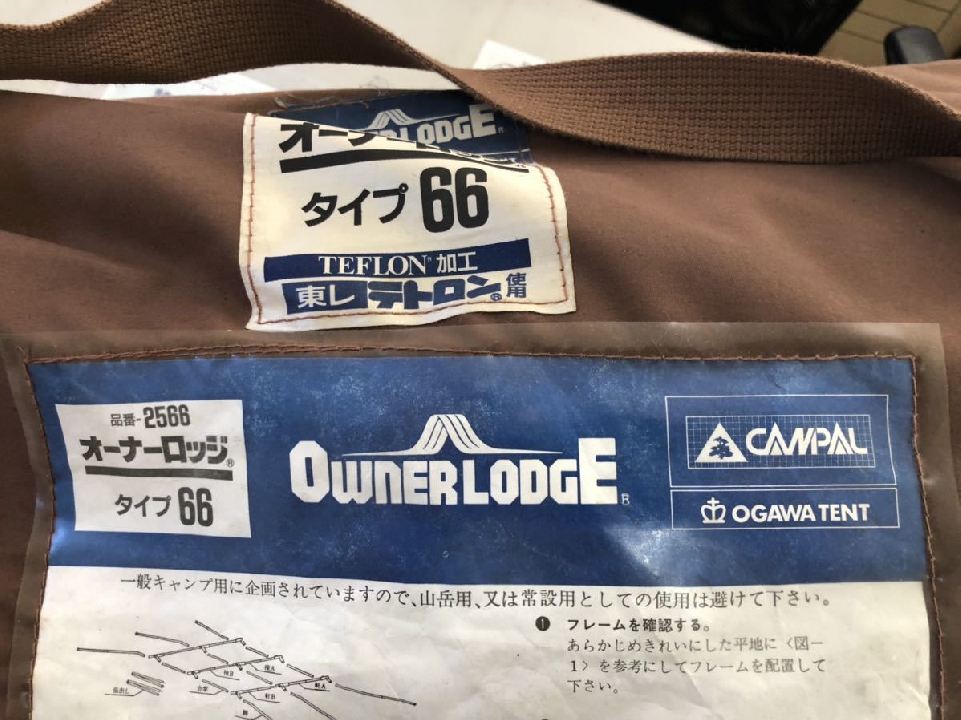 OWNERLODGE
オーナーロッジ
タイプ 66
TEFLON® 加工
東レテトロン®使用
品番-2566
オーナーロッジ®
タイプ 66
OWNERLODGE®
CAMPAL
OGAWA TENT
一般キャンプ用に企画されていますので、山岳用、又は常設用としての使用は避けて下さい。
❶ フレームを確認する。
あらかじめきれいにした平地に〈図-
1〉を参考にしてフレームを配置して
下さい。